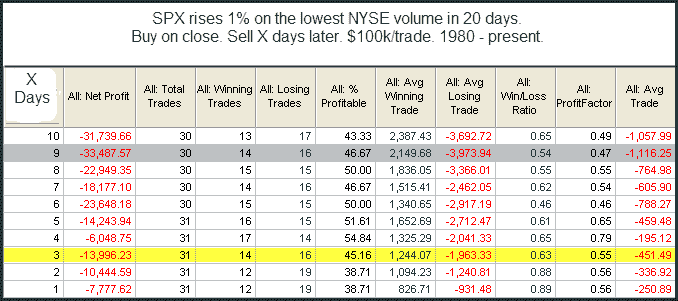 SPX rises 1% on the lowest NYSE volume in 20 days.
Buy on close. Sell X days later. $100k/trade. 1980 - present.
X Days All: Net Profit All: Total Trades All: Winning Trades All: Losing Trades All: % Profitable All: Avg Winning Trade All: Avg Losing Trade All: Win/Loss Ratio All: ProfitFactor All: Avg Trade
10 -31,739.66 30 13 17 43.33 2,387.43 -3,692.72 0.65 0.49 -1,057.99
9 -33,487.57 30 14 16 46.67 2,149.68 -3,973.94 0.54 0.47 -1,116.25
8 -22,949.35 30 15 15 50.00 1,836.05 -3,366.01 0.55 0.55 -764.98
7 -18,177.10 30 14 16 46.67 1,515.41 -2,462.05 0.62 0.54 -605.90
6 -23,648.18 30 15 15 50.00 1,340.65 -2,917.19 0.46 0.46 -788.27
5 -14,243.94 31 16 15 51.61 1,652.69 -2,712.47 0.61 0.65 -459.48
4 -6,048.75 31 17 14 54.84 1,325.29 -2,041.33 0.65 0.79 -195.12
3 -13,996.23 31 14 16 45.16 1,244.07 -1,963.33 0.63 0.55 -451.49
2 -10,444.59 31 12 19 38.71 1,094.23 -1,240.81 0.88 0.56 -336.92
1 -7,777.62 31 12 19 38.71 826.71 -931.48 0.89 0.56 -250.89